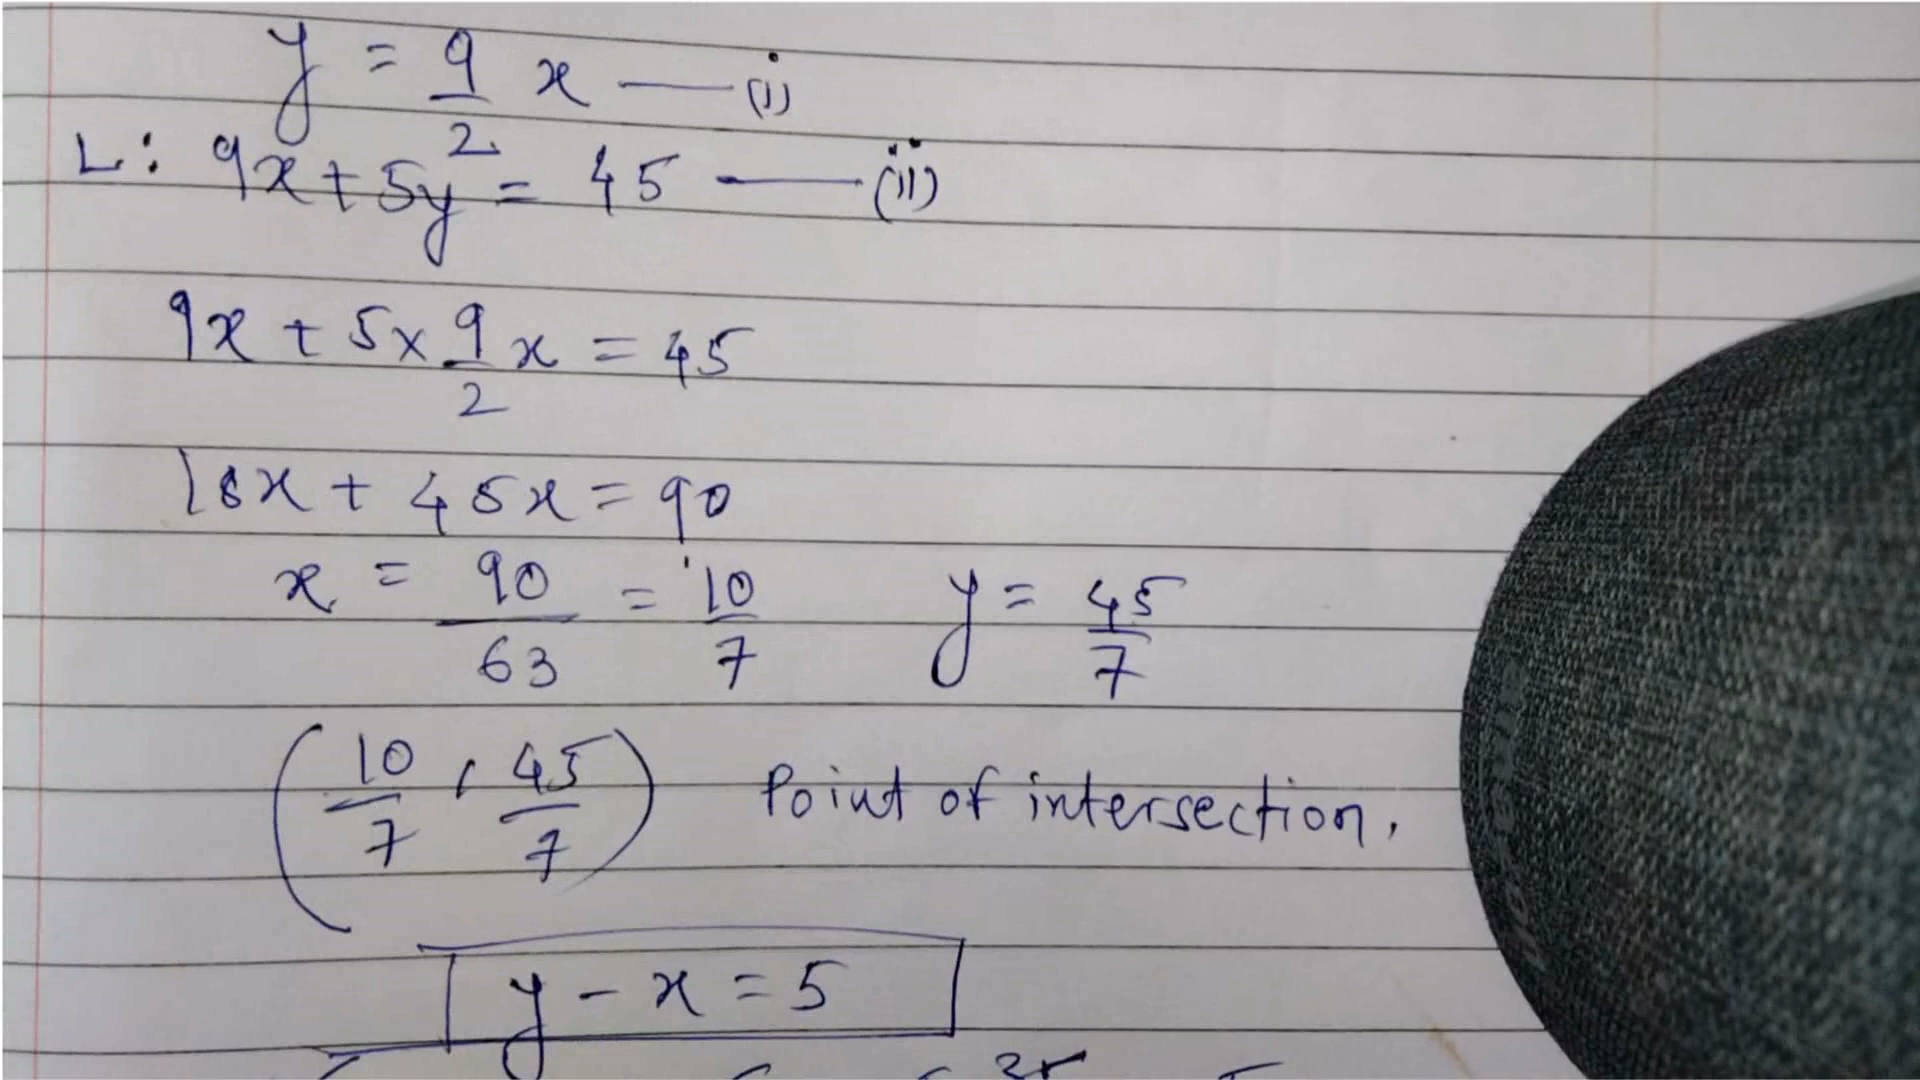 y = 9/2 x — (i)
L: 9x + 5y = 45 — (ii)
9x + 5 x 9/2 x = 45
18x + 45x = 90
x = 90/63 = 10/7   y = 45/7
(10/7, 45/7) Point of intersection.
y - x = 5